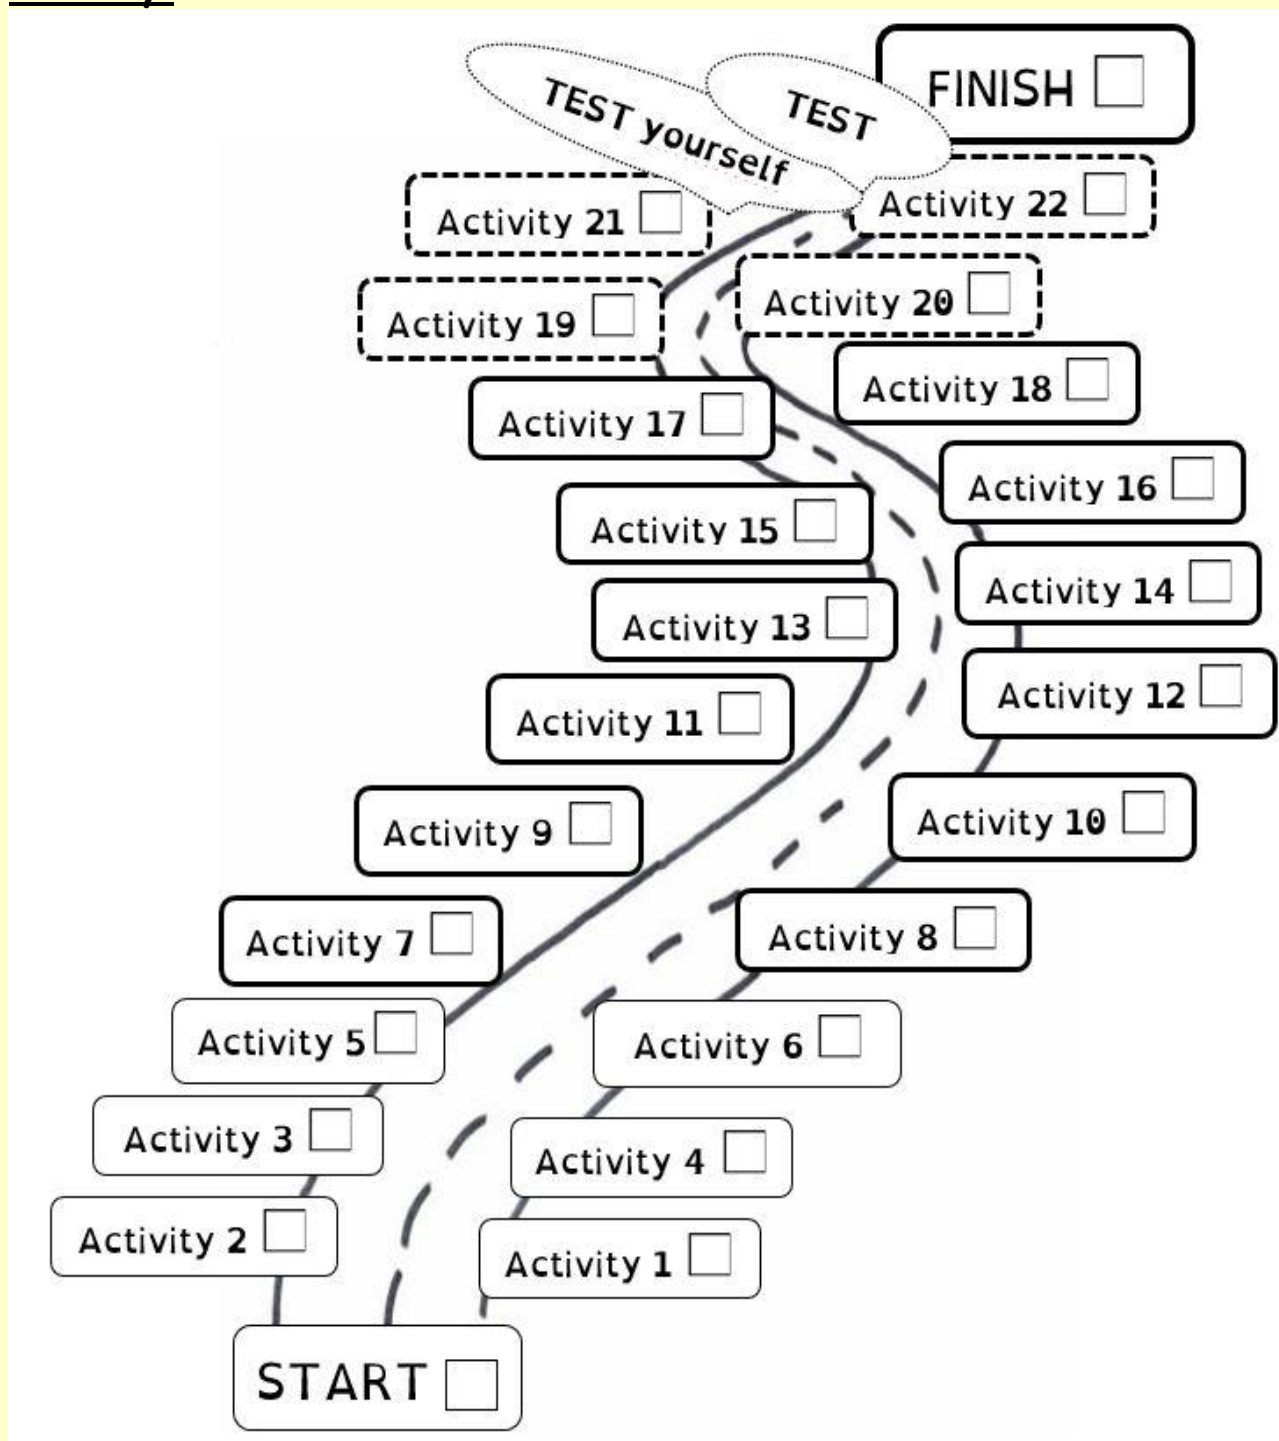 FINISH
TEST yourself
TEST
Activity 22
Activity 21
Activity 20
Activity 19
Activity 18
Activity 17
Activity 16
Activity 15
Activity 14
Activity 13
Activity 12
Activity 11
Activity 10
Activity 9
Activity 8
Activity 7
Activity 6
Activity 5
Activity 4
Activity 3
Activity 2
Activity 1
START